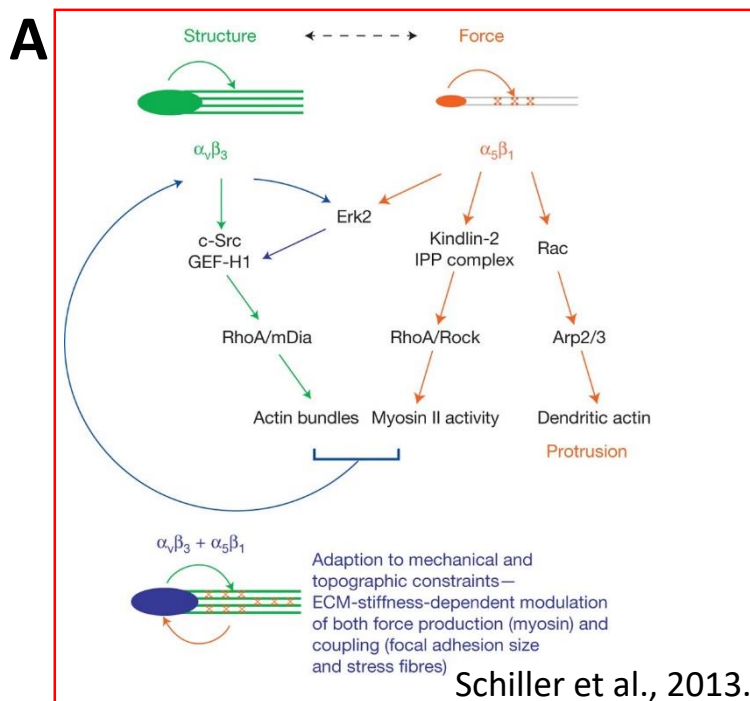 A
Structure
Force
αvβ3
α5β1
Erk2
c-Src
GEF-H1
Kindlin-2
IPP complex
Rac
RhoA/mDia
RhoA/Rock
Arp2/3
Actin bundles
Myosin II activity
Dendritic actin
Protrusion
αvβ3 + α5β1
Adaption to mechanical and
topographic constraints—
ECM-stiffness-dependent modulation
of both force production (myosin) and
coupling (focal adhesion size
and stress fibres)
Schiller et al., 2013.